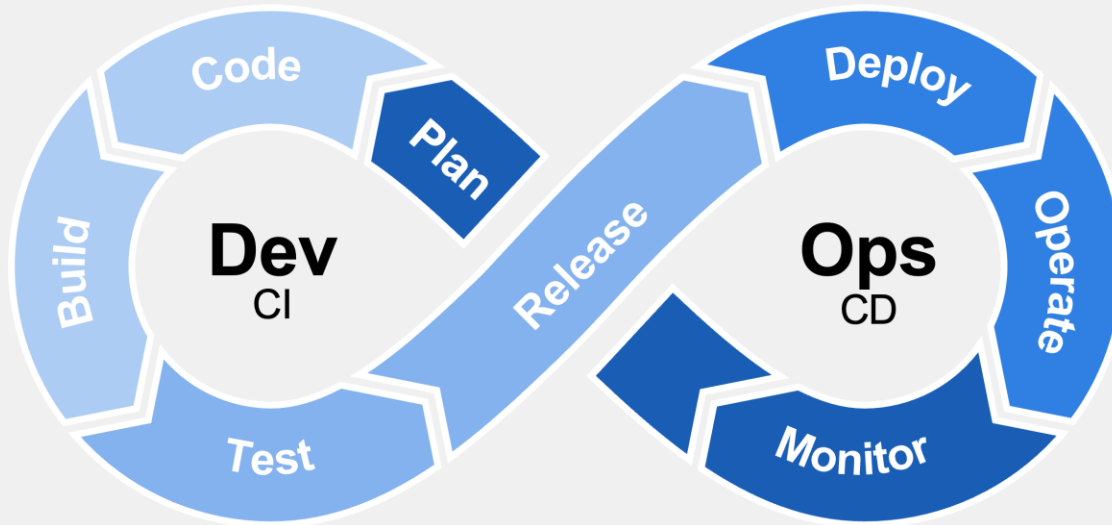 Code
Plan
Build
Test
Dev
CI
Release
Deploy
Operate
Monitor
Ops
CD